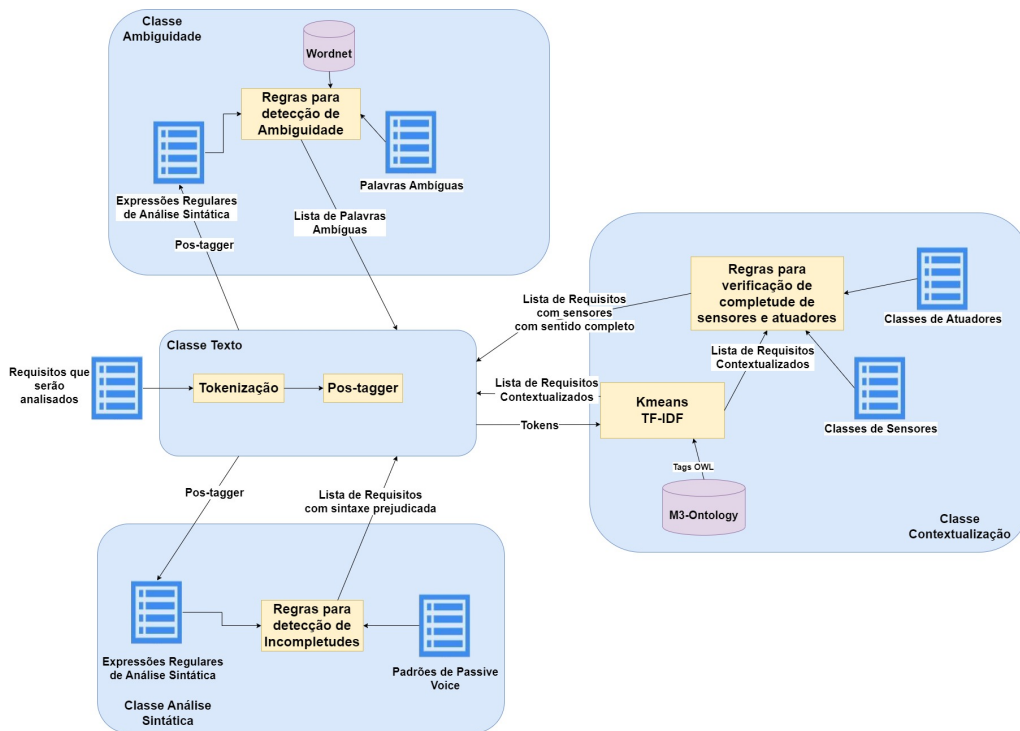 Classe
Ambiguidade
Wordnet
Regras para
detecção de
Ambiguidade
Palavras Ambíguas
Expressões Regulares
de Análise Sintática
Pos-tagger
Lista de Palavras
Ambíguas
Classe Texto
Requisitos que
serão
analisados
Tokenização
Pos-tagger
Lista de Requisitos
com sensores
com sentido completo
Lista de Requisitos
Contextualizados
Tokens
Regras para
verificação de
completude de
sensores e atuadores
Classes de Atuadores
Lista de Requisitos
Contextualizados
Classes de Sensores
Kmeans
TF-IDF
Tags OWL
M3-Ontology
Classe
Contextualização
Pos-tagger
Lista de Requisitos
com sintaxe prejudicada
Expressões Regulares
de Análise Sintática
Regras para
detecção de
Incompletudes
Padrões de Passive
Voice
Classe Análise
Sintática